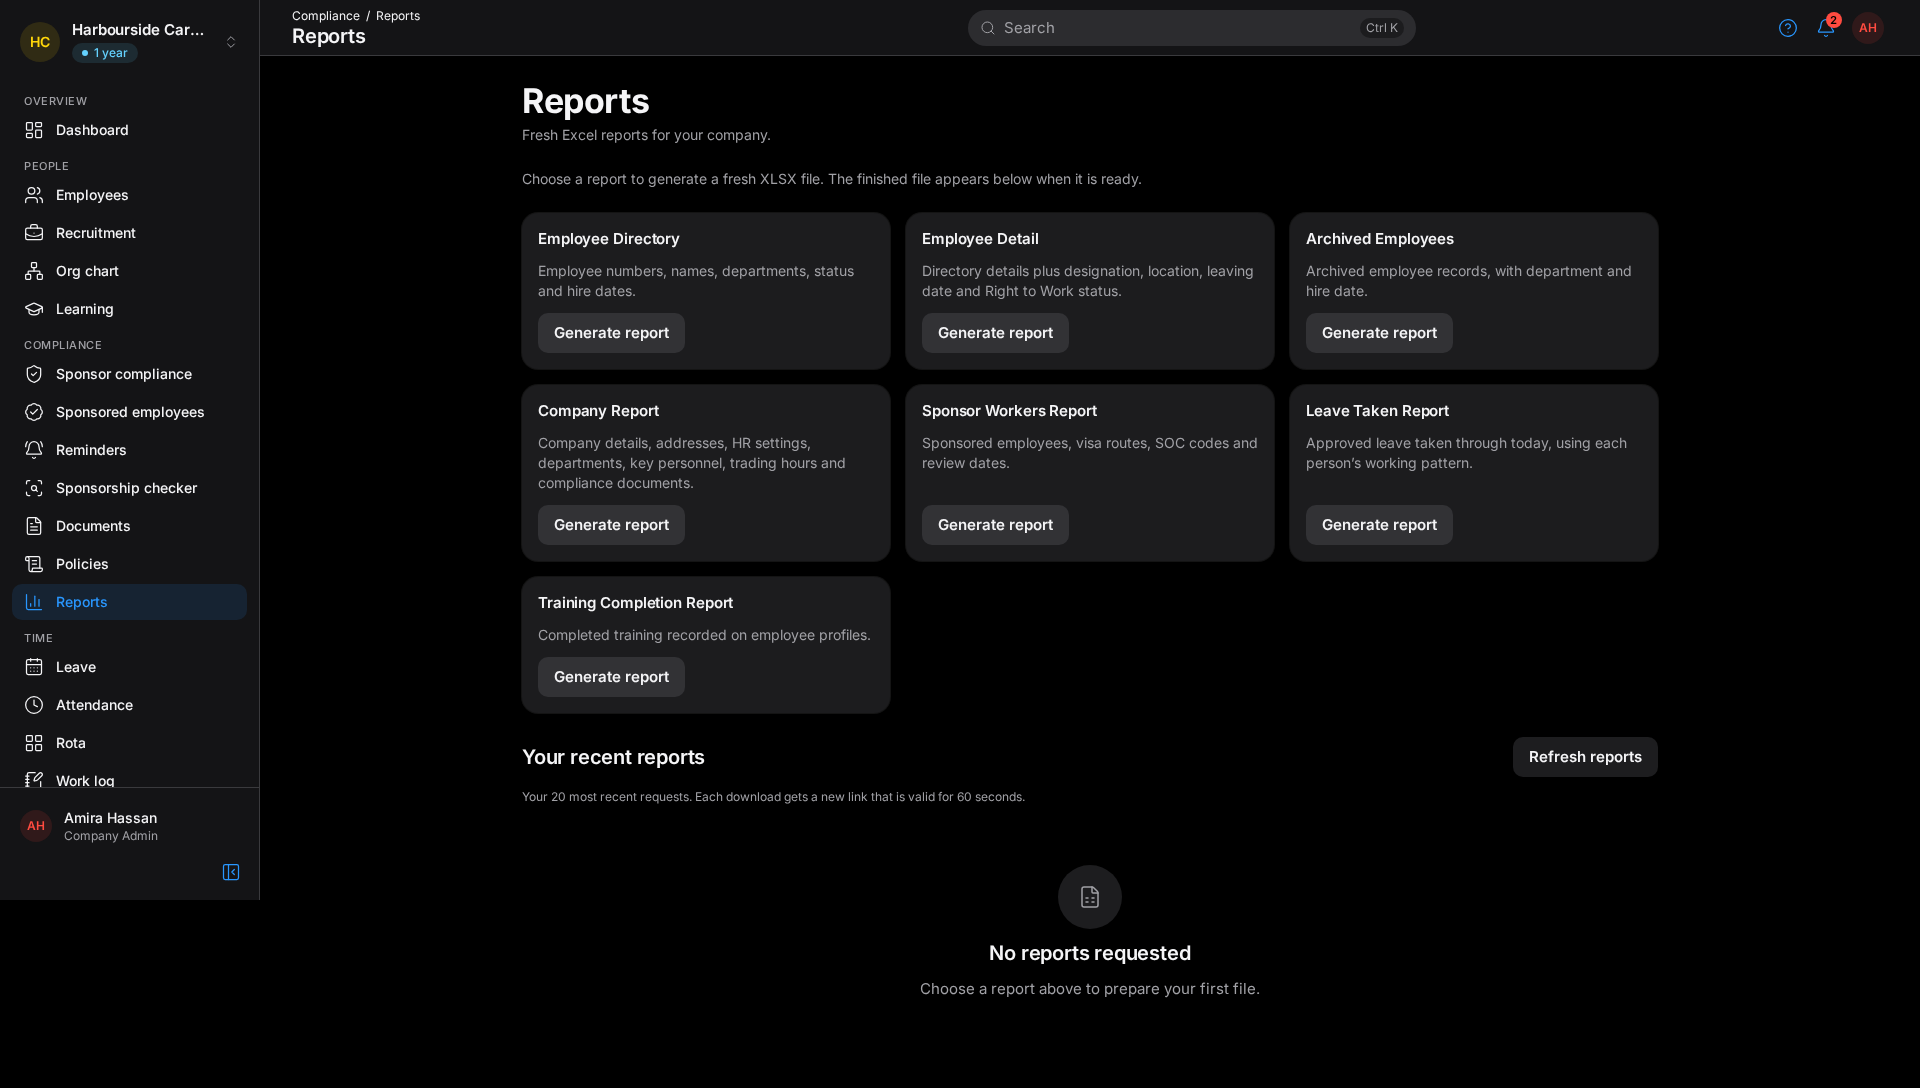 HC
Harbourside Car...
1 year
OVERVIEW
Dashboard
PEOPLE
Employees
Recruitment
Org chart
Learning
COMPLIANCE
Sponsor compliance
Sponsored employees
Reminders
Sponsorship checker
Documents
Policies
Reports
TIME
Leave
Attendance
Rota
Work log
AH
Amira Hassan
Company Admin
Compliance / Reports
Reports
Search
Ctrl K
2
AH
Reports
Fresh Excel reports for your company.
Choose a report to generate a fresh XLSX file. The finished file appears below when it is ready.
Employee Directory
Employee numbers, names, departments, status
and hire dates.
Generate report
Employee Detail
Directory details plus designation, location, leaving
date and Right to Work status.
Generate report
Archived Employees
Archived employee records, with department and
hire date.
Generate report
Company Report
Company details, addresses, HR settings,
departments, key personnel, trading hours and
compliance documents.
Generate report
Sponsor Workers Report
Sponsored employees, visa routes, SOC codes and
review dates.
Generate report
Leave Taken Report
Approved leave taken through today, using each
person’s working pattern.
Generate report
Training Completion Report
Completed training recorded on employee profiles.
Generate report
Your recent reports
Refresh reports
Your 20 most recent requests. Each download gets a new link that is valid for 60 seconds.
No reports requested
Choose a report above to prepare your first file.